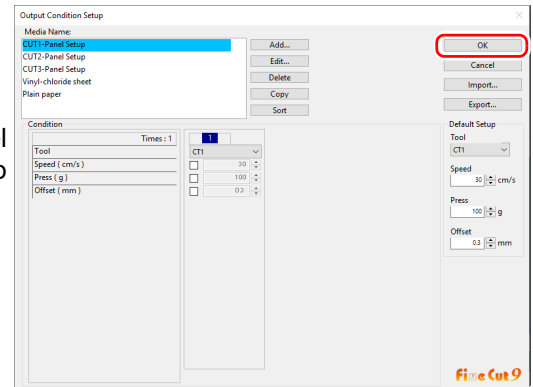 Output Condition Setup
Media Name:
CUT1-Panel Setup
CUT2-Panel Setup
CUT3-Panel Setup
Vinyl-chloride sheet
Plain paper
Add...
Edit...
Delete
Copy
Sort
OK
Cancel
Import...
Export...
Condition
Times : 1
1
Tool
CT1
Speed ( cm/s )
30
Press ( g )
100
Offset ( mm )
0.3
Default Setup
Tool
CT1
Speed
30 cm/s
Press
100 g
Offset
0.3 mm
Fine Cut 9